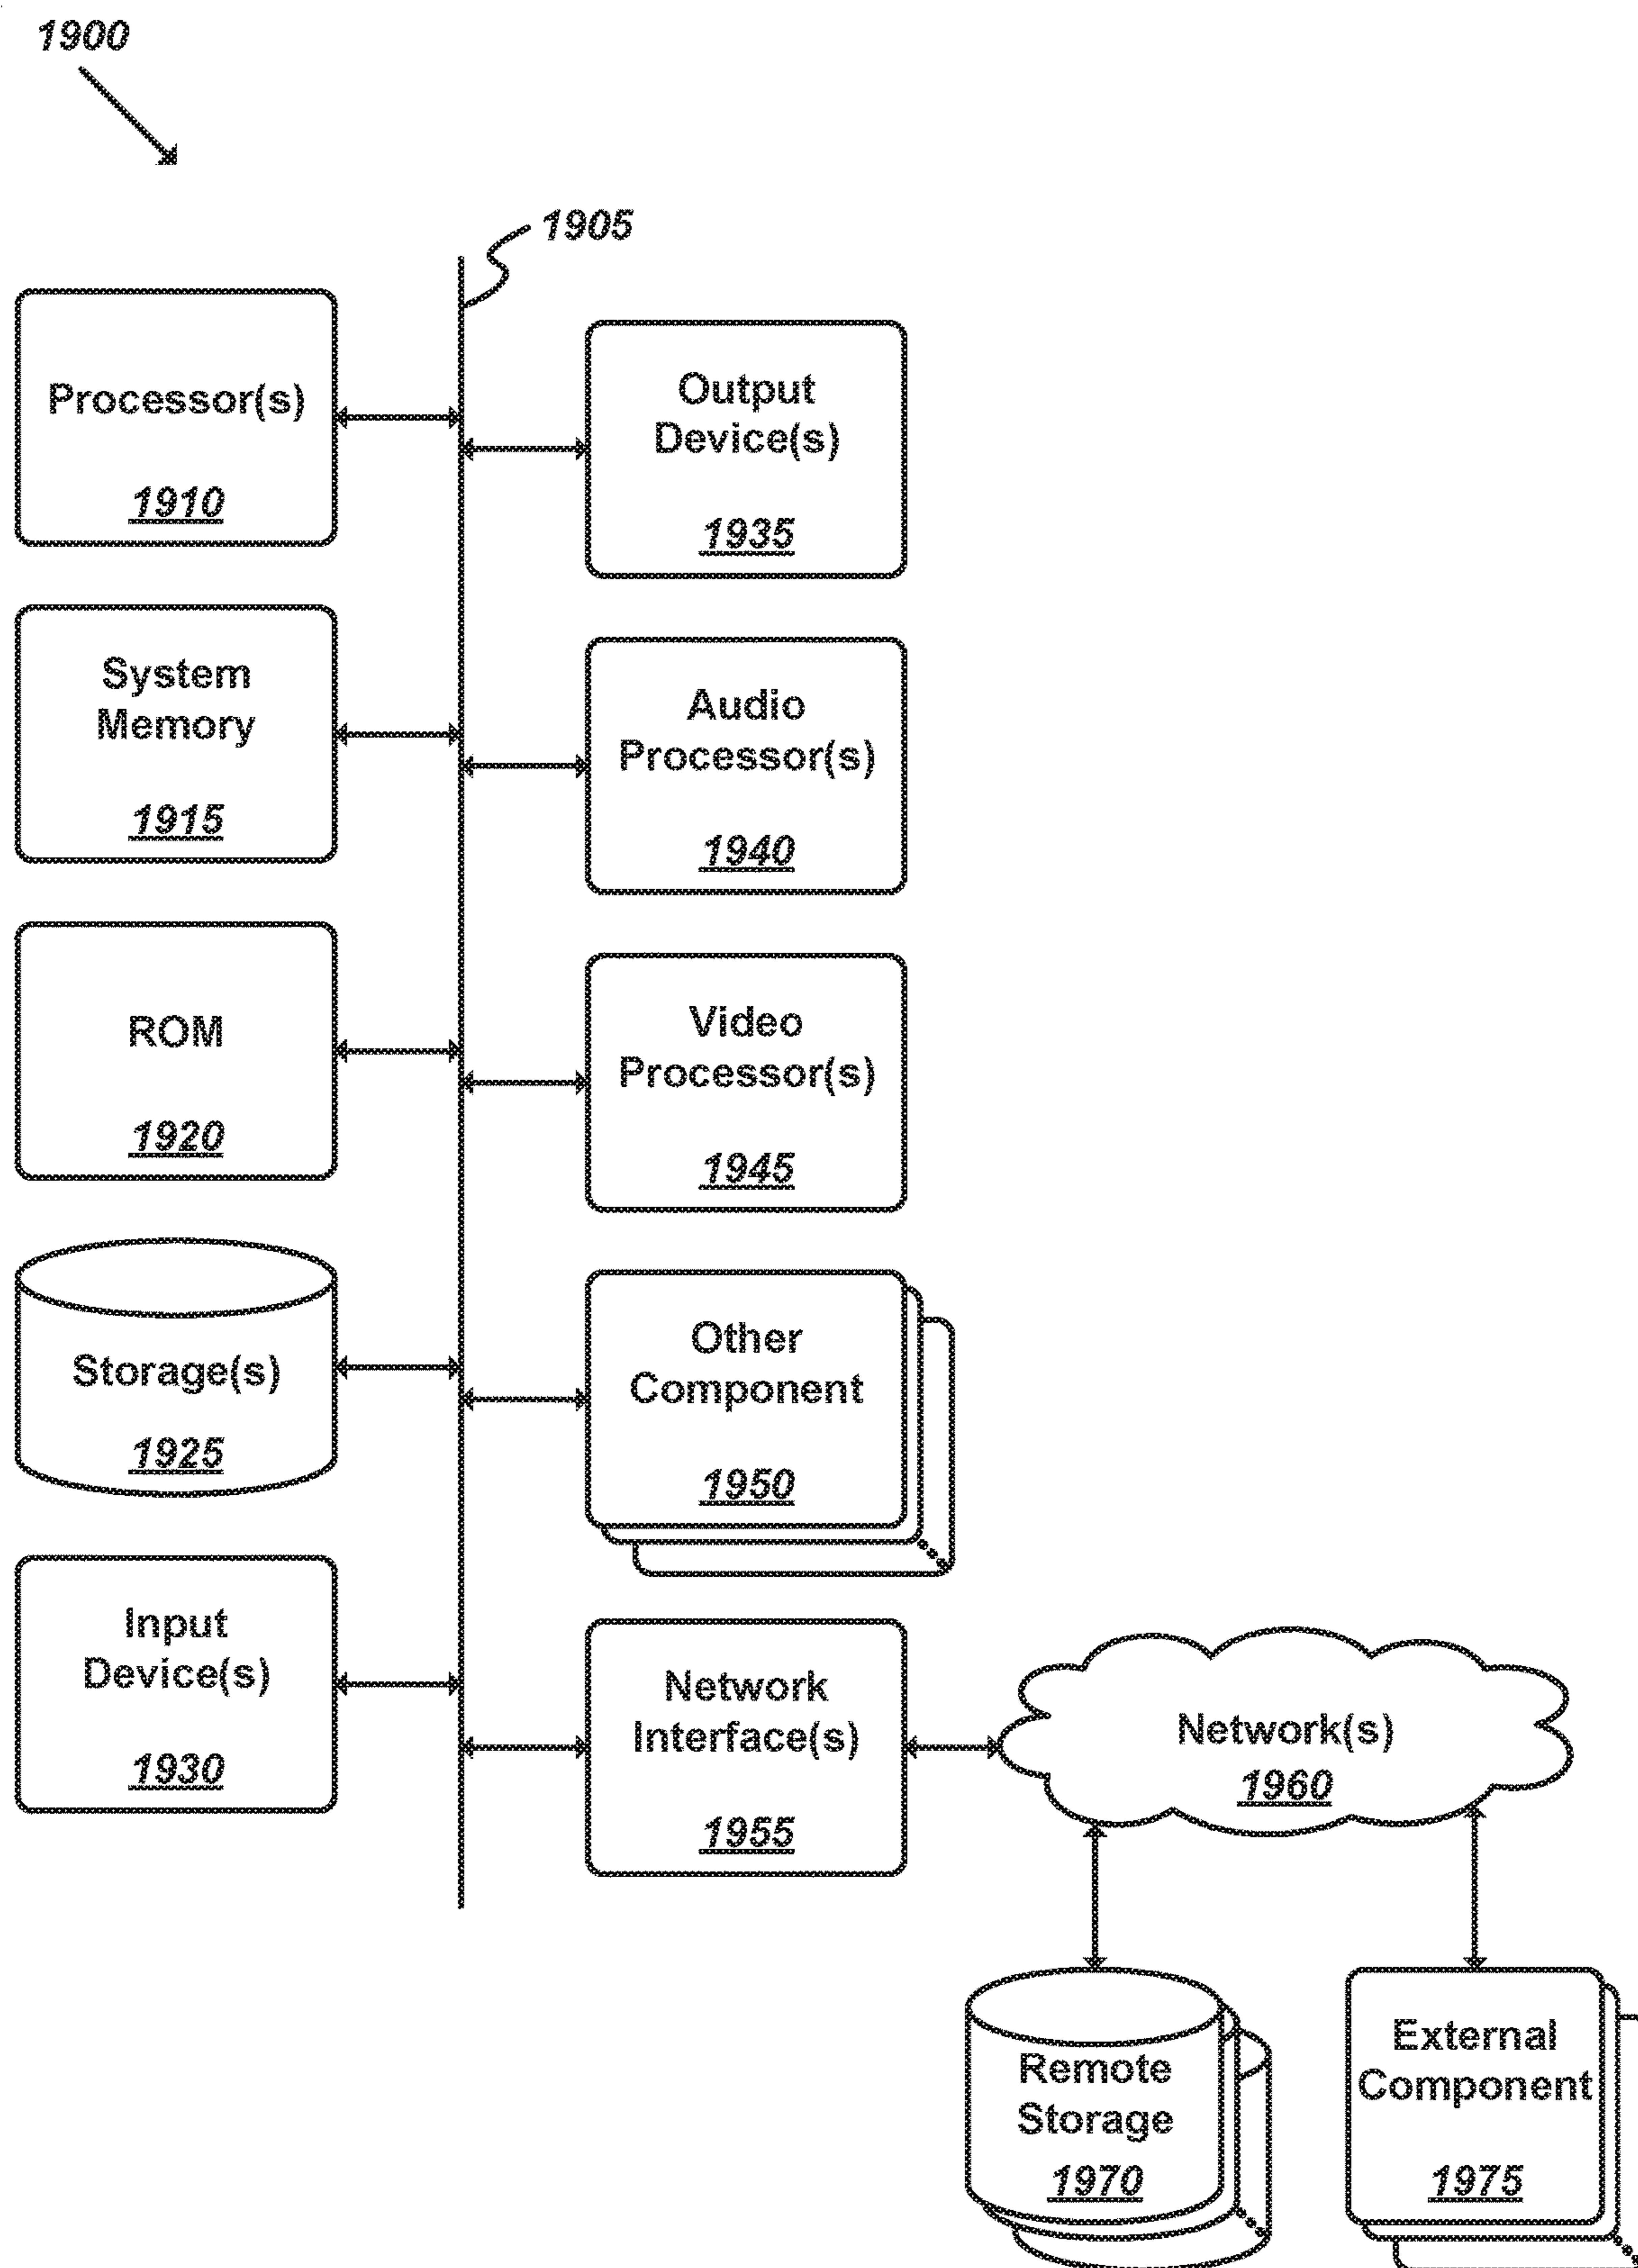 1900
1905
Processor(s)
1910
System
Memory
1915
ROM
1920
Storage(s)
1925
Input
Device(s)
1930
Output
Device(s)
1935
Audio
Processor(s)
1940
Video
Processor(s)
1945
Other
Component
1950
Network
Interface(s)
1955
Network(s)
1960
Remote
Storage
1970
External
Component
1975